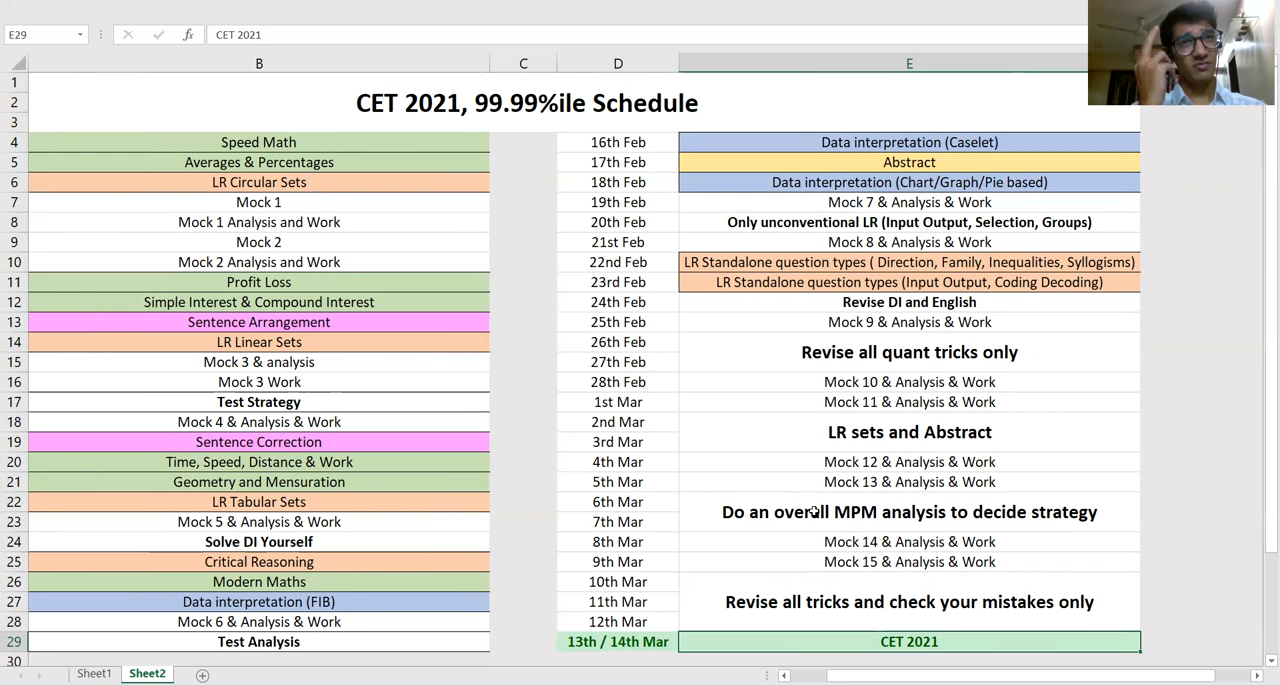 E29
fx
CET 2021
B
C
D
E
1
2
CET 2021, 99.99%ile Schedule
3
4 Speed Math 16th Feb Data interpretation (Caselet)
5 Averages & Percentages 17th Feb Abstract
6 LR Circular Sets 18th Feb Data interpretation (Chart/Graph/Pie based)
7 Mock 1 19th Feb Mock 7 & Analysis & Work
8 Mock 1 Analysis and Work 20th Feb Only unconventional LR (Input Output, Selection, Groups)
9 Mock 2 21st Feb Mock 8 & Analysis & Work
10 Mock 2 Analysis and Work 22nd Feb LR Standalone question types ( Direction, Family, Inequalities, Syllogisms)
11 Profit Loss 23rd Feb LR Standalone question types (Input Output, Coding Decoding)
12 Simple Interest & Compound Interest 24th Feb Revise DI and English
13 Sentence Arrangement 25th Feb Mock 9 & Analysis & Work
14 LR Linear Sets 26th Feb
Revise all quant tricks only
15 Mock 3 & analysis 27th Feb
16 Mock 3 Work 28th Feb Mock 10 & Analysis & Work
17 Test Strategy 1st Mar Mock 11 & Analysis & Work
18 Mock 4 & Analysis & Work 2nd Mar
LR sets and Abstract
19 Sentence Correction 3rd Mar
20 Time, Speed, Distance & Work 4th Mar Mock 12 & Analysis & Work
21 Geometry and Mensuration 5th Mar Mock 13 & Analysis & Work
22 LR Tabular Sets 6th Mar
Do an overall MPM analysis to decide strategy
23 Mock 5 & Analysis & Work 7th Mar
24 Solve DI Yourself 8th Mar Mock 14 & Analysis & Work
25 Critical Reasoning 9th Mar Mock 15 & Analysis & Work
26 Modern Maths 10th Mar
27 Data interpretation (FIB) 11th Mar Revise all tricks and check your mistakes only
28 Mock 6 & Analysis & Work 12th Mar
29 Test Analysis 13th / 14th Mar CET 2021
30
Sheet1
Sheet2